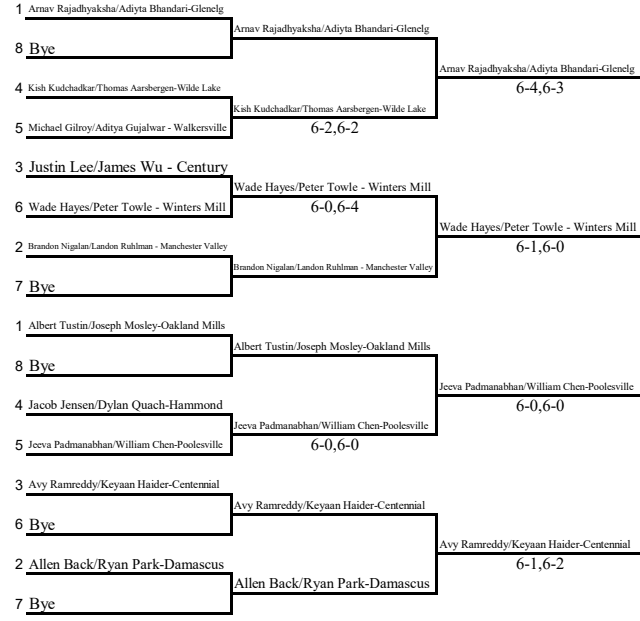 1 Arnav Rajadhyaksha/Adiyta Bhandari-Glenelg
Arnav Rajadhyaksha/Adiyta Bhandari-Glenelg
8 Bye
Arnav Rajadhyaksha/Adiyta Bhandari-Glenelg
6-4,6-3
4 Kish Kudchadkar/Thomas Aarsbergen-Wilde Lake
Kish Kudchadkar/Thomas Aarsbergen-Wilde Lake
6-2,6-2
5 Michael Gilroy/Aditya Gujalwar - Walkersville
3 Justin Lee/James Wu - Century
Wade Hayes/Peter Towle - Winters Mill
6-0,6-4
6 Wade Hayes/Peter Towle - Winters Mill
Wade Hayes/Peter Towle - Winters Mill
6-1,6-0
2 Brandon Nigalan/Landon Ruhlman - Manchester Valley
Brandon Nigalan/Landon Ruhlman - Manchester Valley
7 Bye
1 Albert Tustin/Joseph Mosley-Oakland Mills
Albert Tustin/Joseph Mosley-Oakland Mills
8 Bye
Jeeva Padmanabhan/William Chen-Poolesville
6-0,6-0
4 Jacob Jensen/Dylan Quach-Hammond
Jeeva Padmanabhan/William Chen-Poolesville
6-0,6-0
5 Jeeva Padmanabhan/William Chen-Poolesville
3 Avy Ramreddy/Keyaan Haider-Centennial
Avy Ramreddy/Keyaan Haider-Centennial
6 Bye
Avy Ramreddy/Keyaan Haider-Centennial
6-1,6-2
2 Allen Back/Ryan Park-Damascus
Allen Back/Ryan Park-Damascus
7 Bye